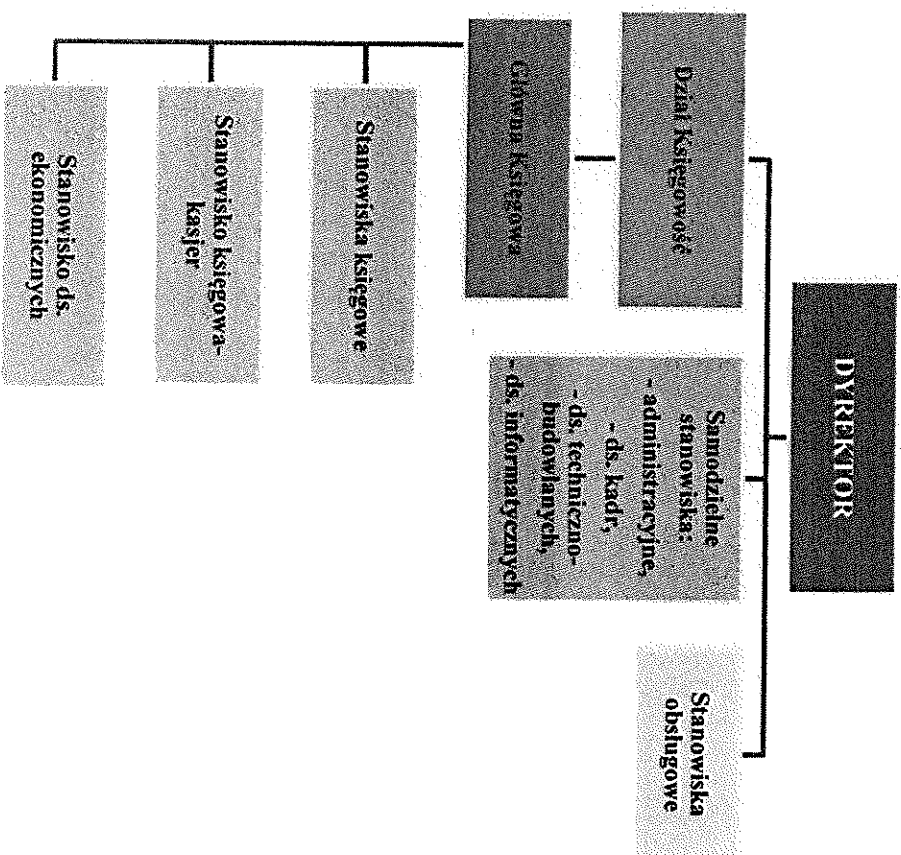 DYREKTOR
Dział Księgowość
Główna Księgowa
Stanowiska księgowe
Stanowisko księgowa-
kasjer
Stanowisko ds.
ekonomicznych
Samodzielne
stanowiska:
- administracyjne,
- ds. kadr,
- ds. techniczno-
budowlanych,
- ds. informatycznych
Stanowiska
obsługowe